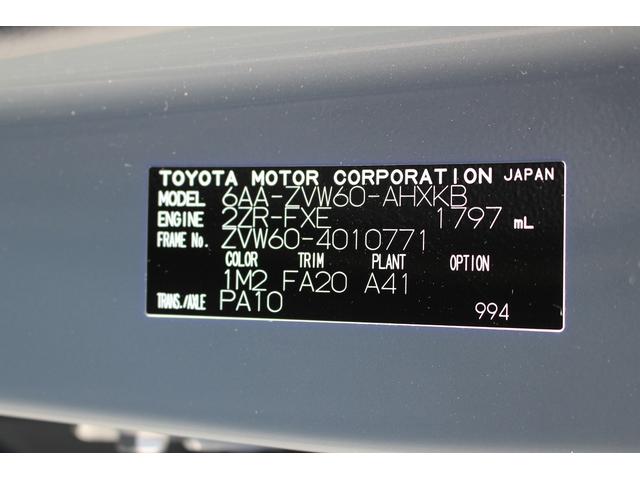 TOYOTA MOTOR CORPORATION JAPAN
MODEL 6AA-ZVW60-AHXKB
ENGINE 2ZR-FXE 1797 mL
FRAME No. ZVW60-4010771
COLOR TRIM PLANT OPTION
1M2 FA20 A41
TRANS./AXLE PA10
994